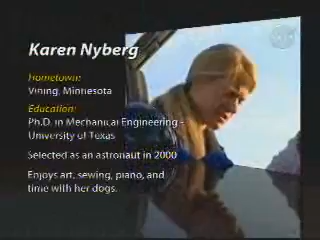 Karen Nyberg
Hometown:
Vining, Minnesota
Education:
Ph.D. in Mechanical Engineering -
University of Texas
Selected as an astronaut in 2000
Enjoys art, sewing, piano, and
time with her dogs.